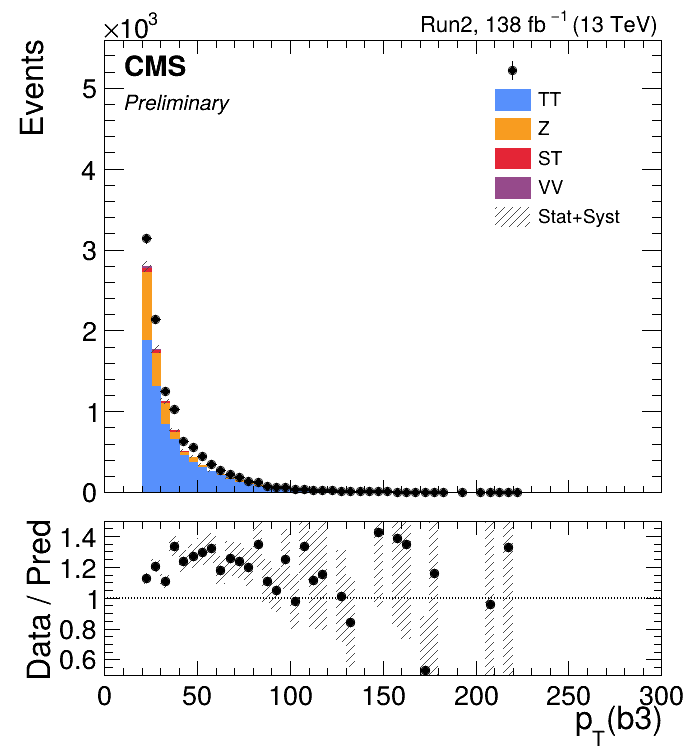 ×10³
Run2, 138 fb⁻¹ (13 TeV)
Events
CMS
Preliminary
TT
Z
ST
VV
Stat+Syst
5
4
3
2
1
0
Data / Pred
1.4
1.2
1
0.8
0.6
0 50 100 150 200 250 300
p_T(b3)